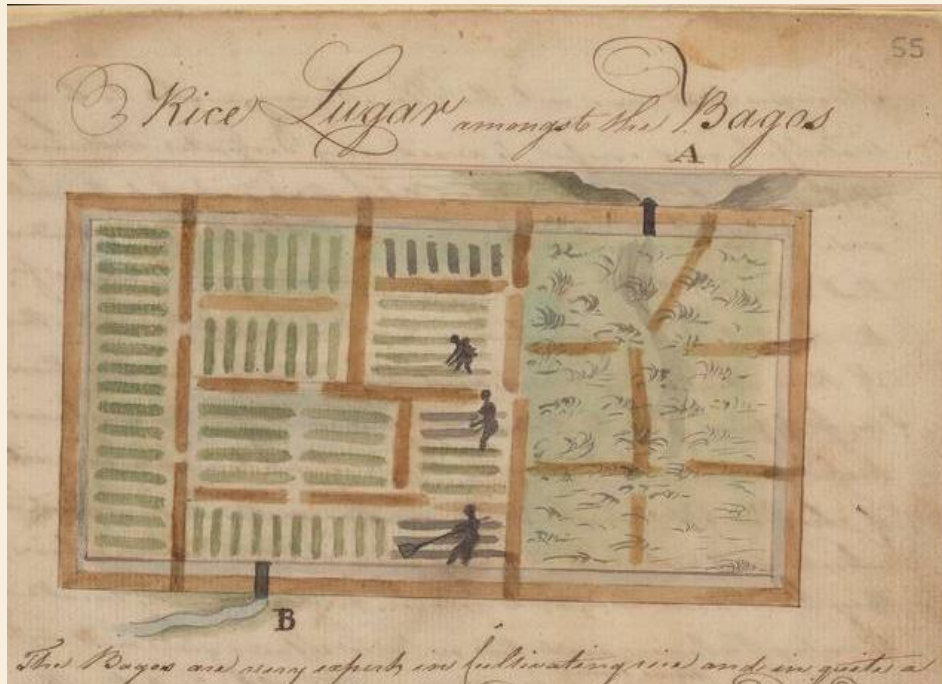 55
Rice Lugar amongst the Bagos
A
B
The Bagos are very expert in Cultivating rice and in quite a